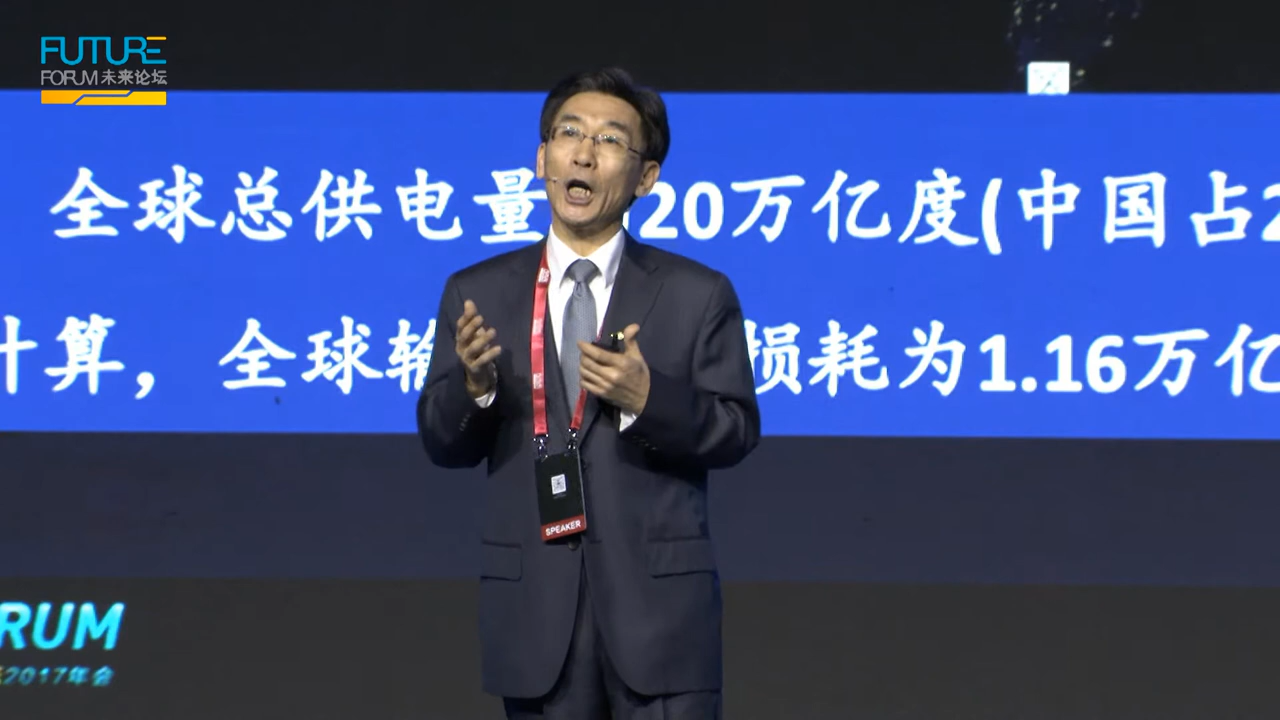 FUTURE
FORUM 未来论坛
全球总供电量 20万亿度(中国占2
计算，全球输 损耗为1.16万亿
SPEAKER
RUM
2017年会